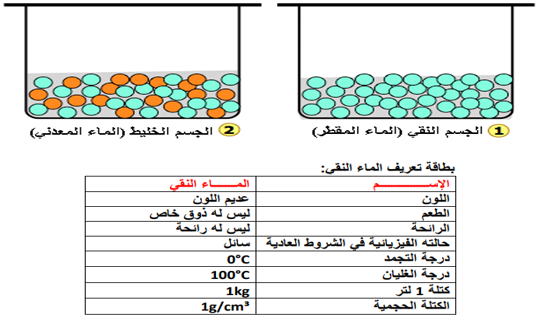 1 الجسم النقي (الماء المقطر)
2 الجسم الخليط (الماء المعدني)
بطاقة تعريف الماء النقي:
الإســــــــم المـــــاء النقي
اللون عديم اللون
الطعم ليس له ذوق خاص
الرائحة ليس له رائحة
حالته الفيزيائية في الشروط العادية سائل
درجة التجمد 0°C
درجة الغليان 100°C
كتلة 1 لتر 1kg
الكتلة الحجمية 1g/cm³